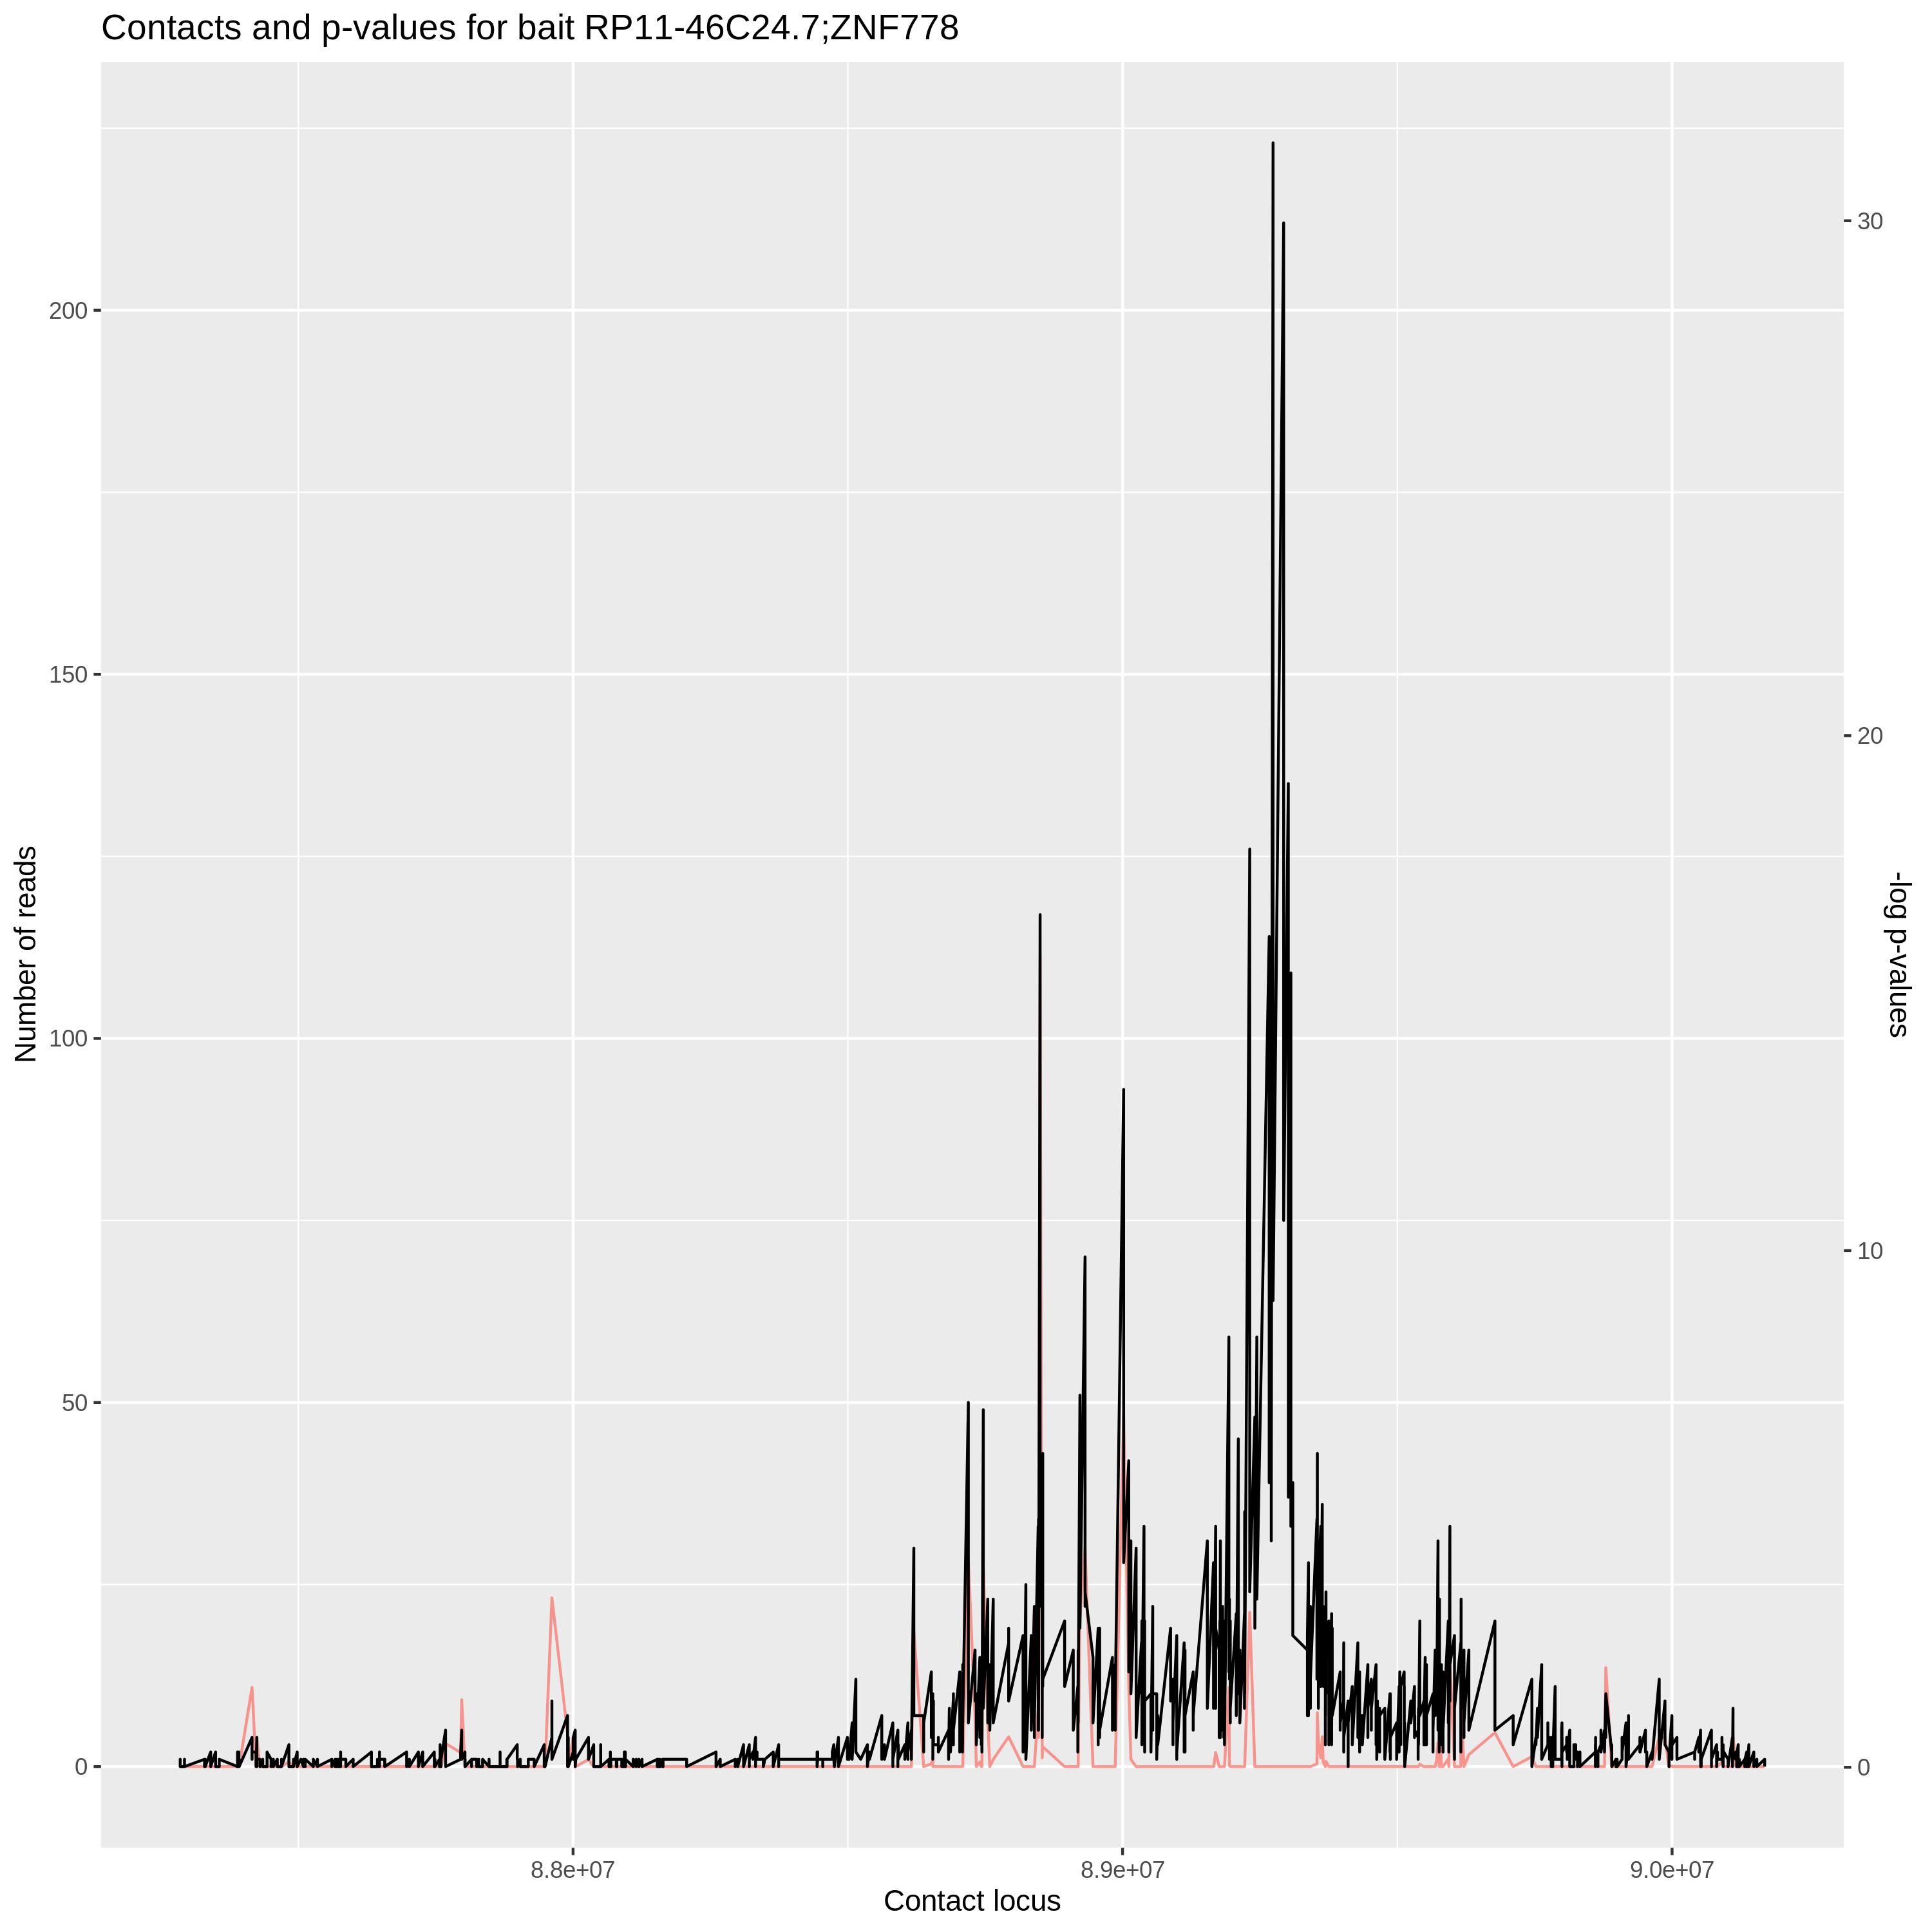 Contacts and p-values for bait RP11-46C24.7;ZNF778
200
150
100
50
0
Number of reads
30
20
10
0
-log p-values
8.8e+07
8.9e+07
9.0e+07
Contact locus